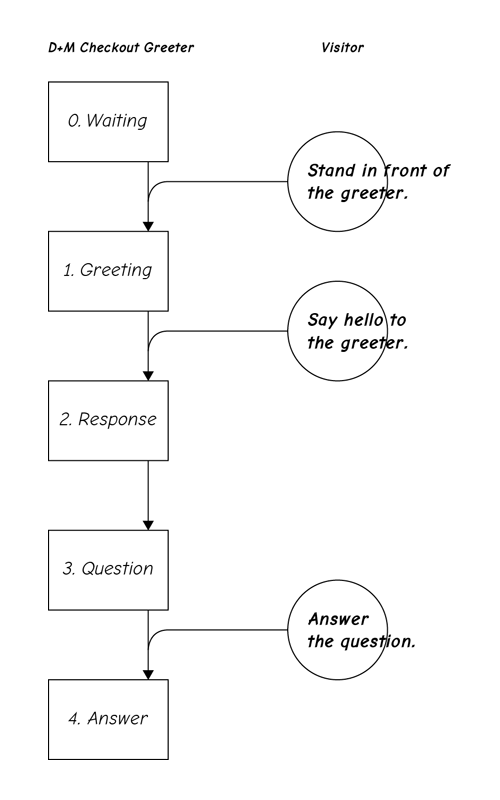 D+M Checkout Greeter
Visitor
0. Waiting
Stand in front of
the greeter.
1. Greeting
Say hello to
the greeter.
2. Response
3. Question
Answer
the question.
4. Answer